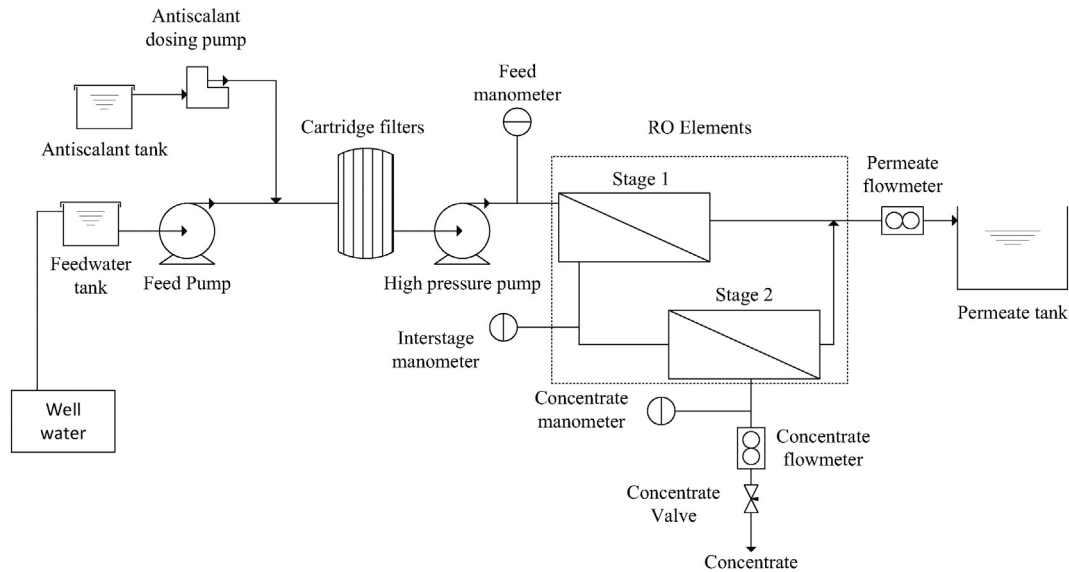 Antiscalant
dosing pump
Antiscalant tank
Cartridge filters
Feed
manometer
RO Elements
Stage 1
Permeate
flowmeter
Feedwater
tank
Feed Pump
High pressure pump
Stage 2
Permeate tank
Interstage
manometer
Well
water
Concentrate
manometer
Concentrate
flowmeter
Concentrate
Valve
Concentrate